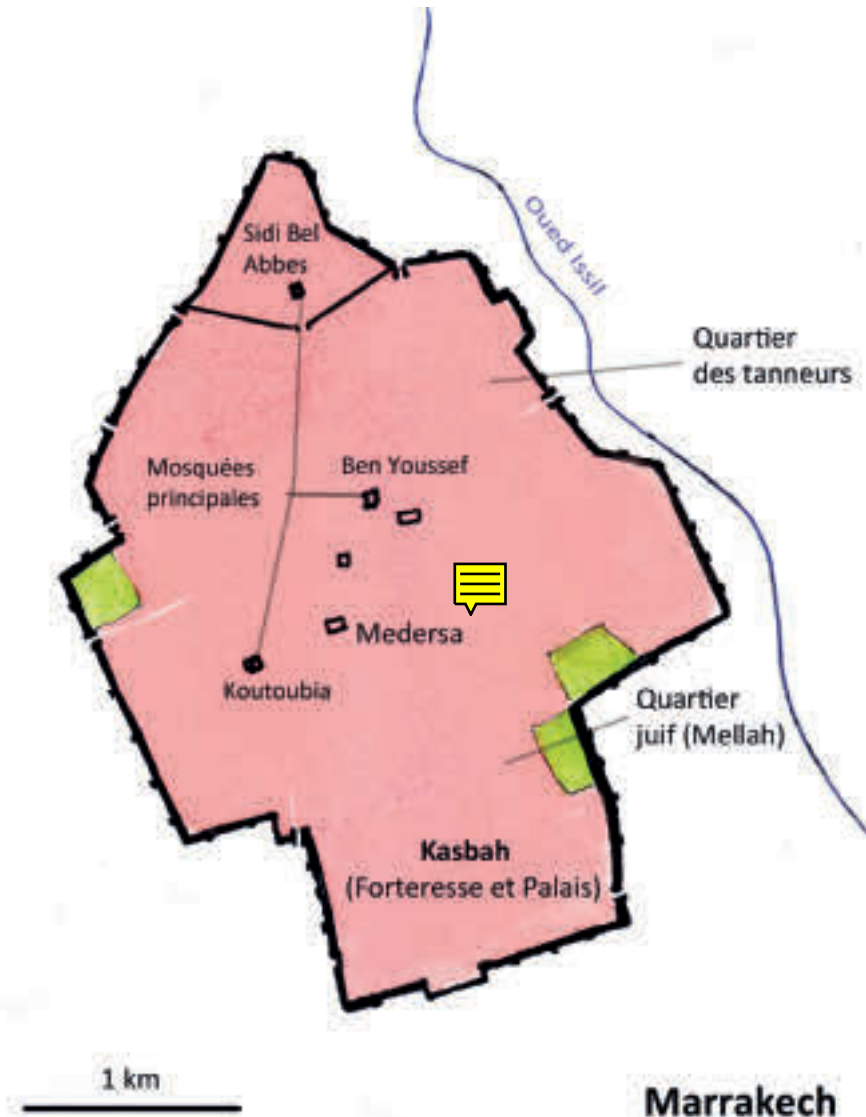 Sidi Bel
Abbes
Oued Issil
Quartier
des tanneurs
Mosquées
principales
Ben Youssef
Medersa
Koutoubia
Quartier
juif (Mellah)
Kasbah
(Forteresse et Palais)
1 km
Marrakech